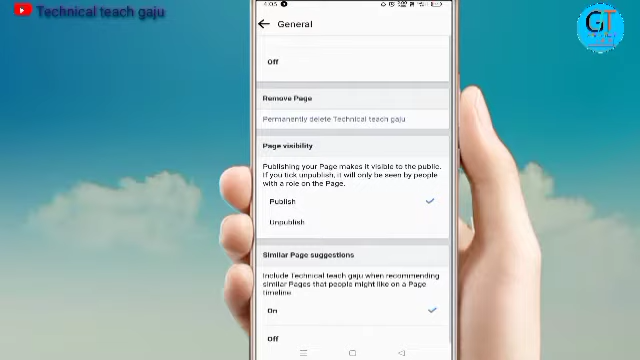 Technical teach gaju
4:05
General
GT
Off
Remove Page
Permanently delete Technical teach gaju
Page visibility
Publishing your Page makes it visible to the public.
If you tick unpublish, it will only be seen by people
with a role on the Page.
Publish
Unpublish
Similar Page suggestions
Include Technical teach gaju when recommending
similar Pages that people might like on a Page
timeline
On
Off